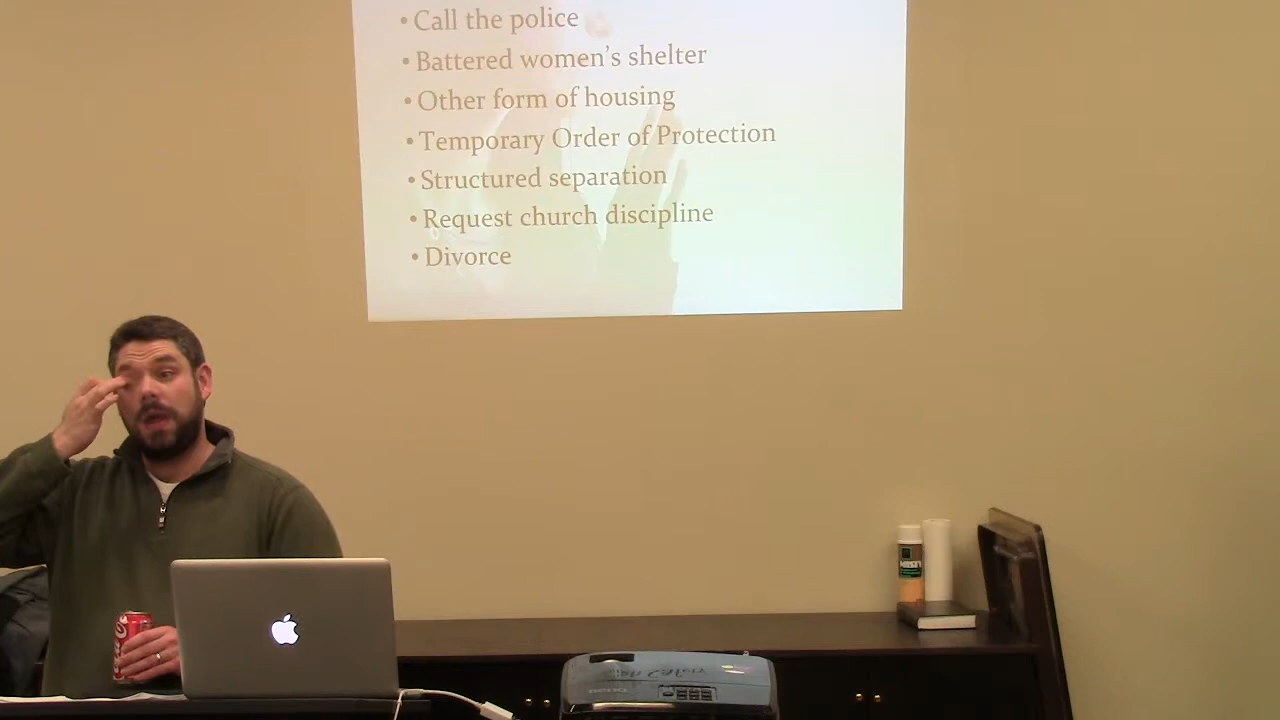 • Call the police
• Battered women's shelter
• Other form of housing
• Temporary Order of Protection
• Structured separation
• Request church discipline
• Divorce